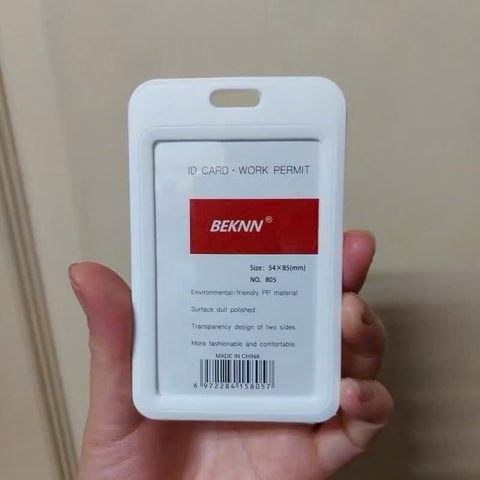 ID CARD · WORK PERMIT
BEKNN®
Size: 54×85(mm)
NO. 805
Environmental-friendly PP material
Surface dull polished
Transparency design of two sides
More fashionable and comfortable
MADE IN CHINA
6 972284 158057